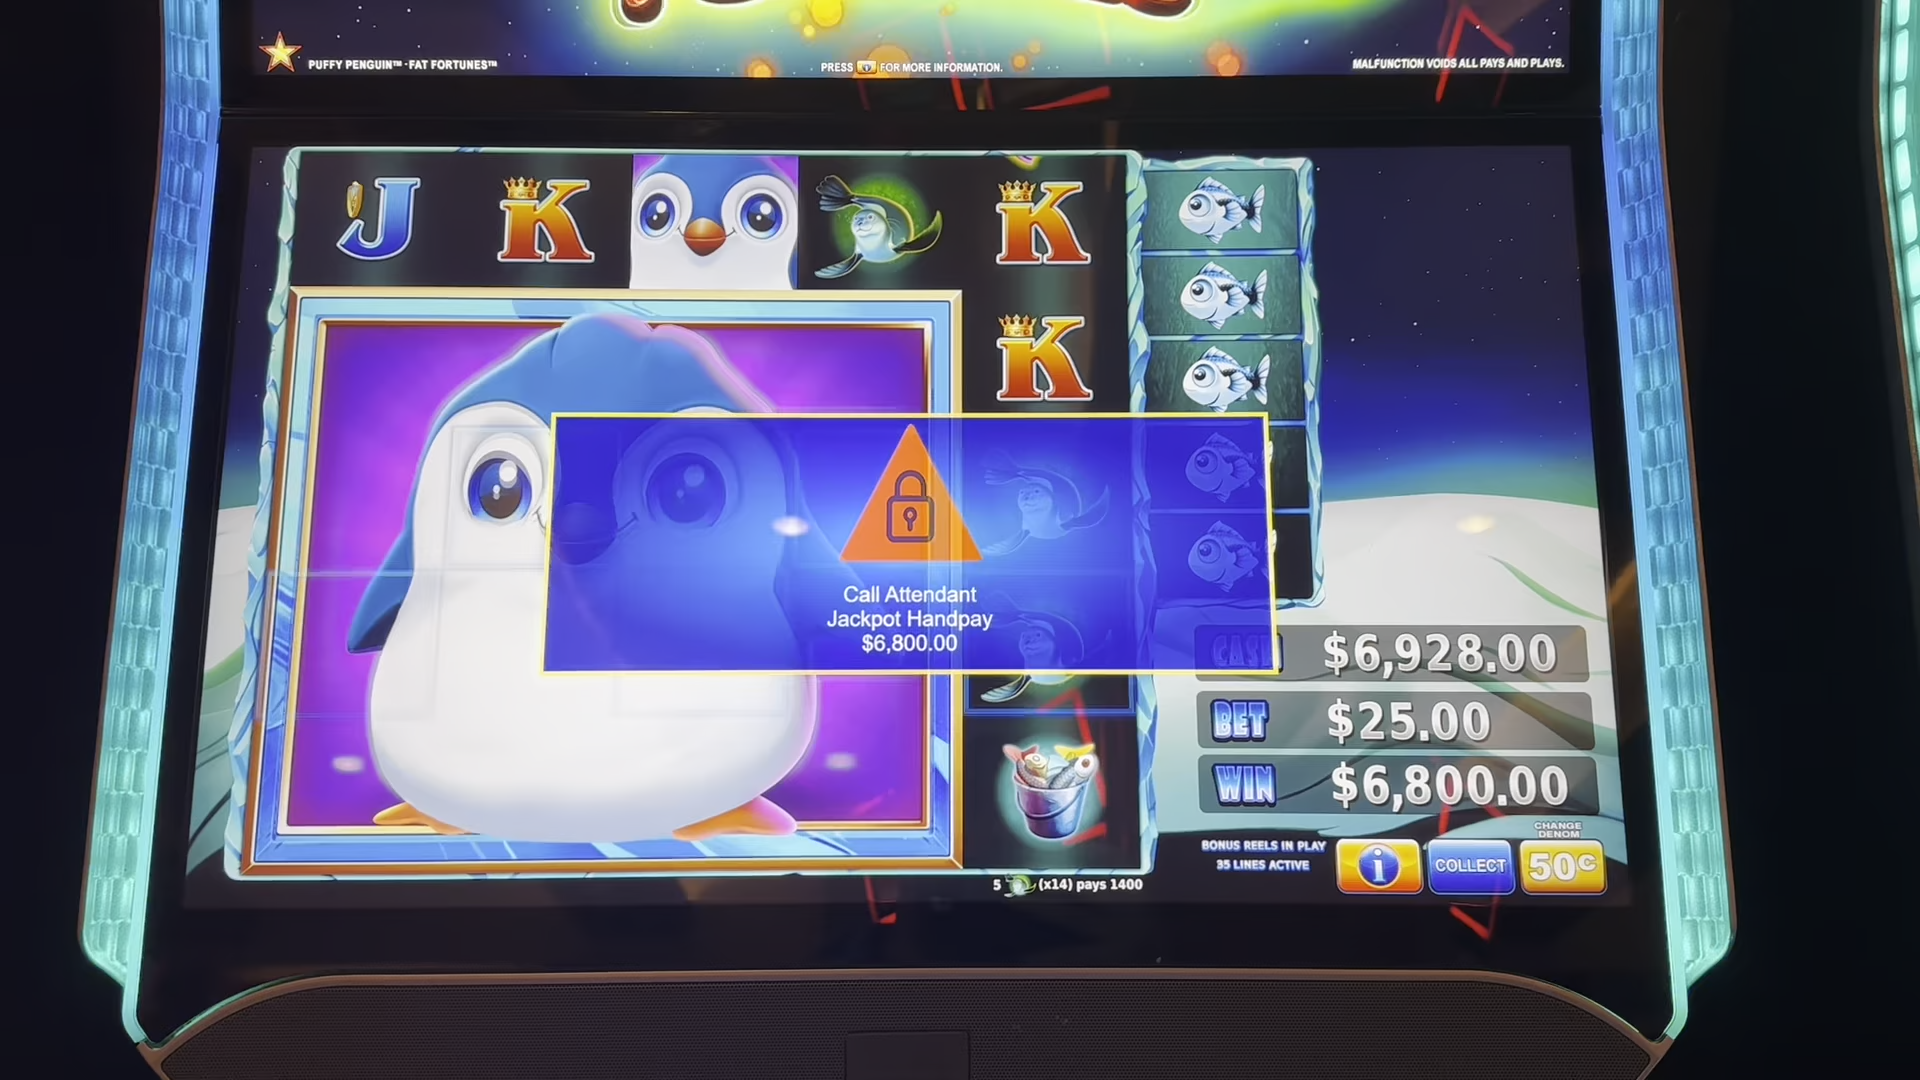 PUFFY PENGUIN™ - FAT FORTUNES™
PRESS i FOR MORE INFORMATION.
MALFUNCTION VOIDS ALL PAYS AND PLAYS.
J
K
K
K
Call Attendant
Jackpot Handpay
$6,800.00
CASH
$6,928.00
BET
$25.00
WIN
$6,800.00
CHANGE
DENOM
BONUS REELS IN PLAY
35 LINES ACTIVE
i
COLLECT
50¢
5 (x14) pays 1400